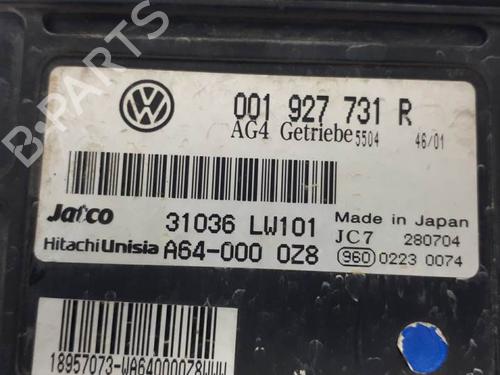 B-PARTS
001 927 731 R
AG4 Getriebe 5504 46/01
Jatco 31036 LW101 Made in Japan
JC7 280704
HitachiUnisia A64-000 0Z8 960 0223 0074
18957073-WA640000Z8WWW